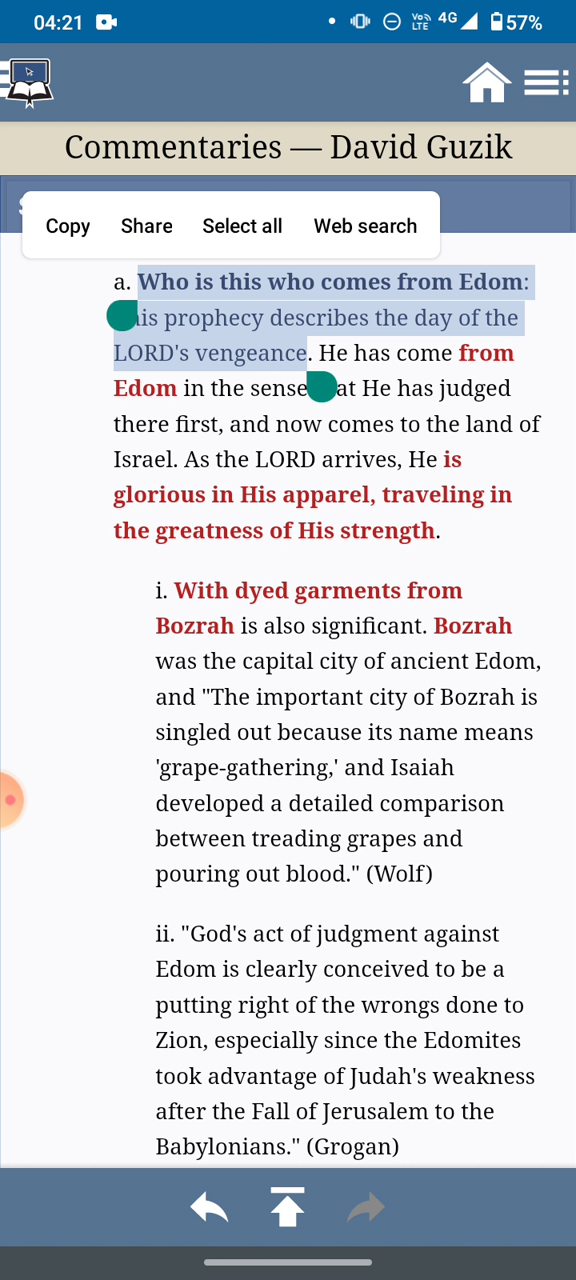 04:21
Vo
LTE
4G
57%
Commentaries — David Guzik
Copy Share Select all Web search
a. Who is this who comes from Edom:
is prophecy describes the day of the
LORD's vengeance. He has come from
Edom in the sense at He has judged
there first, and now comes to the land of
Israel. As the LORD arrives, He is
glorious in His apparel, traveling in
the greatness of His strength.
i. With dyed garments from
Bozrah is also significant. Bozrah
was the capital city of ancient Edom,
and "The important city of Bozrah is
singled out because its name means
'grape-gathering,' and Isaiah
developed a detailed comparison
between treading grapes and
pouring out blood." (Wolf)
ii. "God's act of judgment against
Edom is clearly conceived to be a
putting right of the wrongs done to
Zion, especially since the Edomites
took advantage of Judah's weakness
after the Fall of Jerusalem to the
Babylonians." (Grogan)